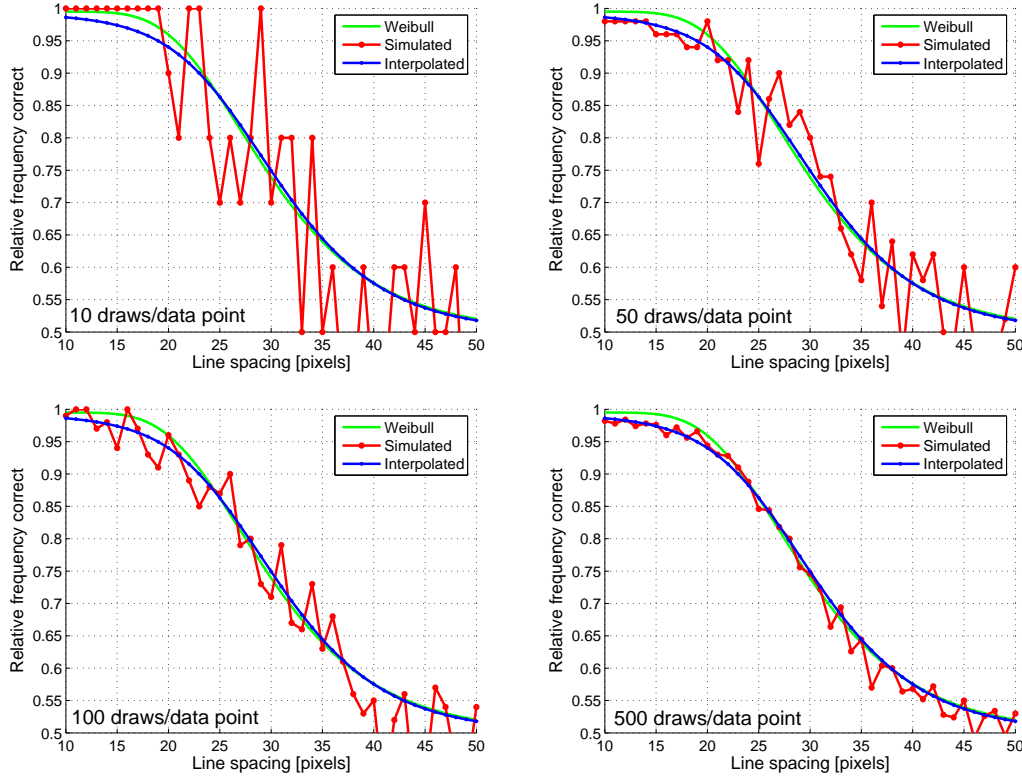 1
0.95
0.9
0.85
0.8
0.75
0.7
0.65
0.6
0.55
0.5
Relative frequency correct
Weibull
Simulated
Interpolated
10 draws/data point
10 15 20 25 30 35 40 45 50
Line spacing [pixels]
1
0.95
0.9
0.85
0.8
0.75
0.7
0.65
0.6
0.55
0.5
Relative frequency correct
Weibull
Simulated
Interpolated
50 draws/data point
10 15 20 25 30 35 40 45 50
Line spacing [pixels]
1
0.95
0.9
0.85
0.8
0.75
0.7
0.65
0.6
0.55
0.5
Relative frequency correct
Weibull
Simulated
Interpolated
100 draws/data point
10 15 20 25 30 35 40 45 50
Line spacing [pixels]
1
0.95
0.9
0.85
0.8
0.75
0.7
0.65
0.6
0.55
0.5
Relative frequency correct
Weibull
Simulated
Interpolated
500 draws/data point
10 15 20 25 30 35 40 45 50
Line spacing [pixels]